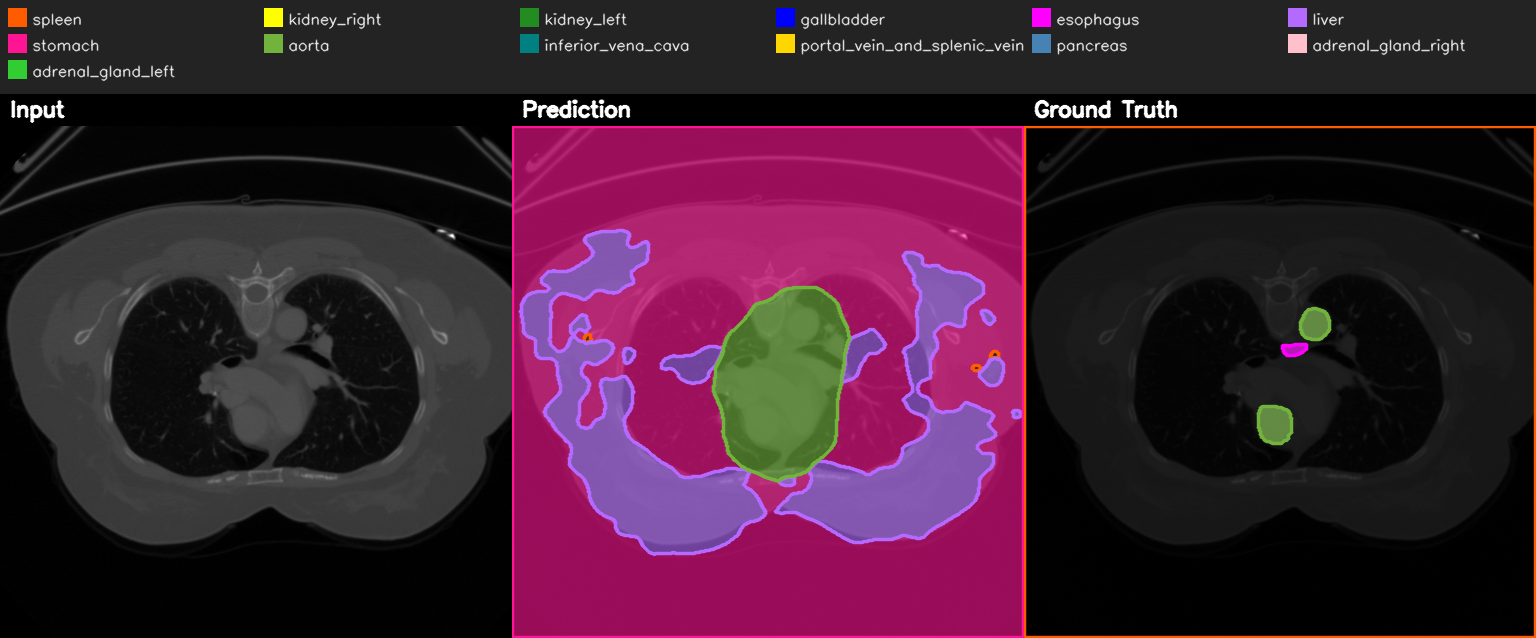 spleen kidney_right kidney_left gallbladder esophagus liver
stomach aorta inferior_vena_cava portal_vein_and_splenic_vein pancreas adrenal_gland_right
adrenal_gland_left
Input Prediction Ground Truth